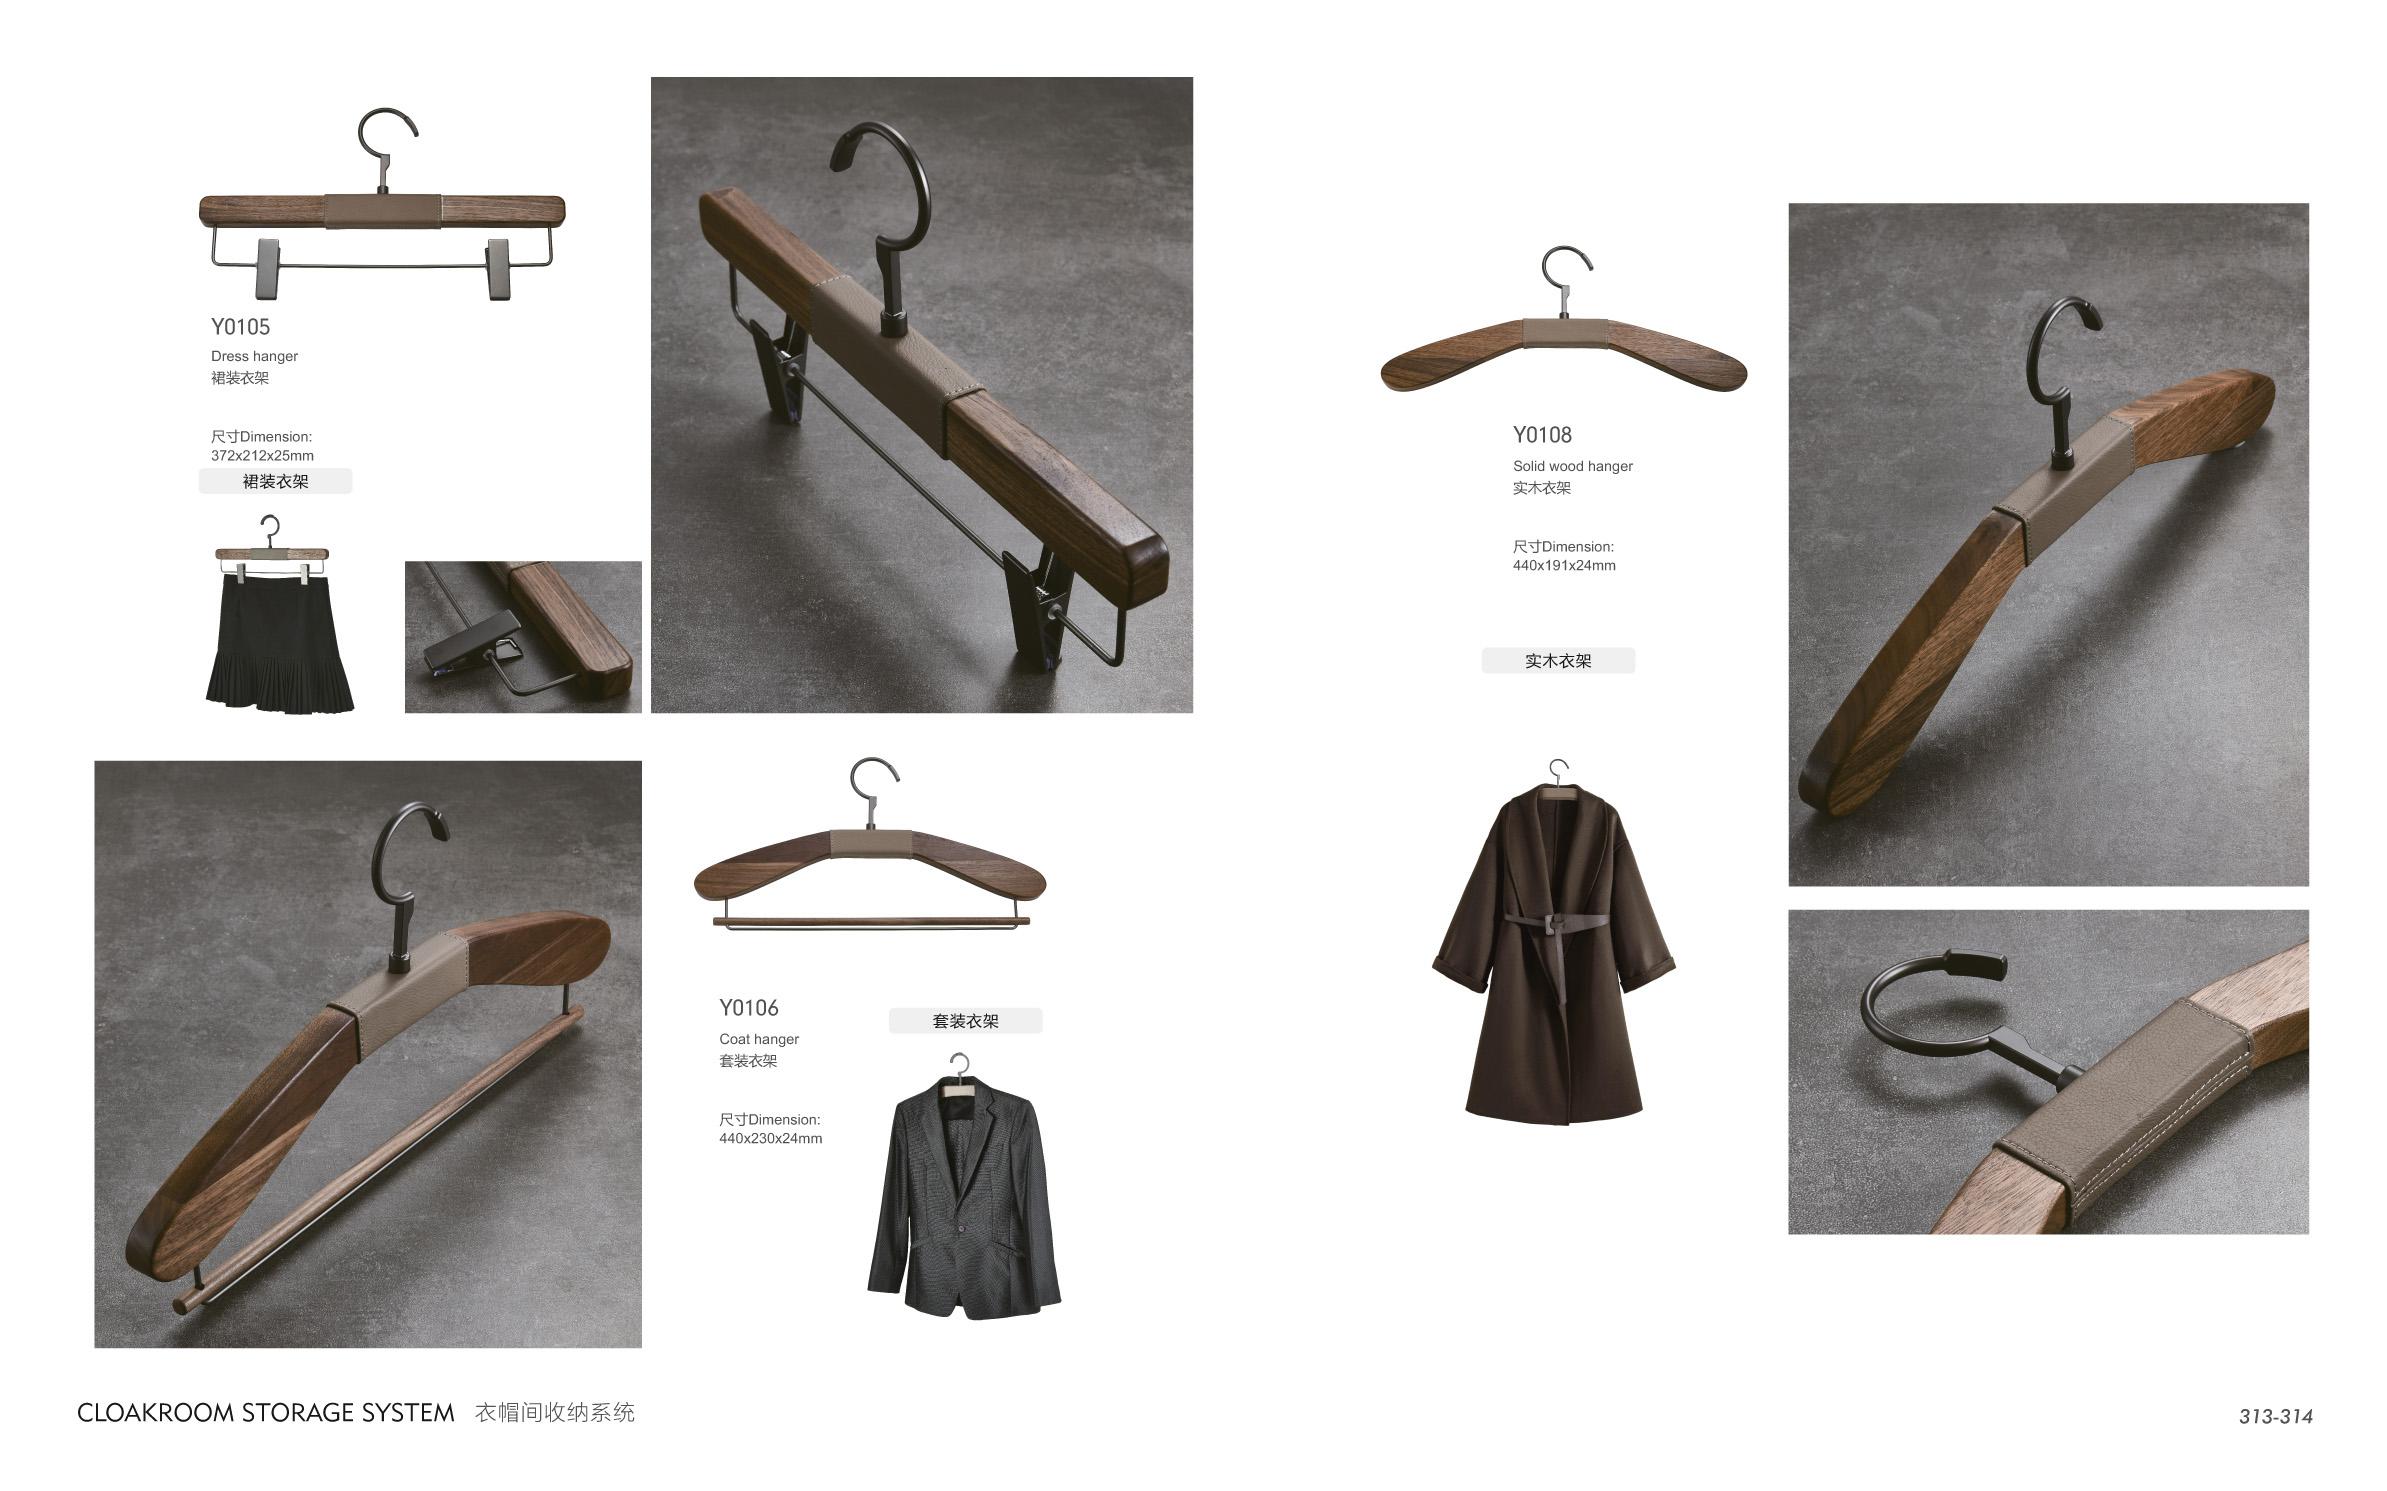 Y0105
Dress hanger
裙装衣架
尺寸Dimension:
372x212x25mm
裙装衣架
Y0106
Coat hanger
套装衣架
尺寸Dimension:
440x230x24mm
套装衣架
Y0108
Solid wood hanger
实木衣架
尺寸Dimension:
440x191x24mm
实木衣架
CLOAKROOM STORAGE SYSTEM 衣帽间收纳系统
313-314